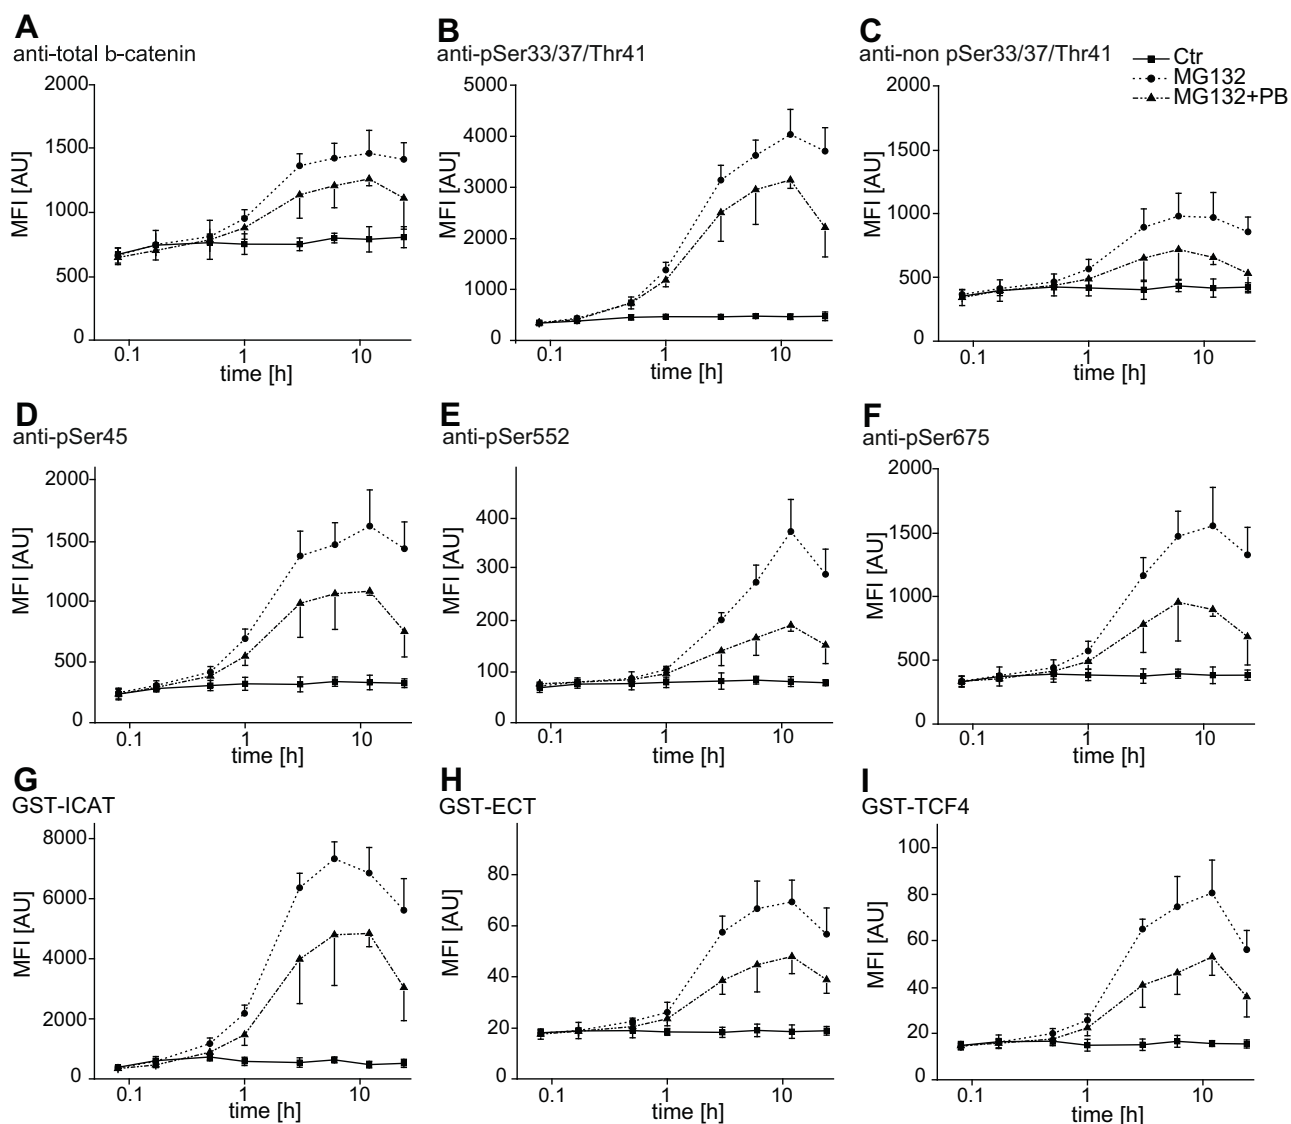 A
anti-total b-catenin
2000
1500
1000
500
0
MFI [AU]
0.1 1 10
time [h]
B
anti-pSer33/37/Thr41
5000
4000
3000
2000
1000
0
MFI [AU]
0.1 1 10
time [h]
C
anti-non pSer33/37/Thr41
Ctr
MG132
MG132+PB
2000
1500
1000
500
0
MFI [AU]
0.1 1 10
time [h]
D
anti-pSer45
2000
1500
1000
500
0
MFI [AU]
0.1 1 10
time [h]
E
anti-pSer552
400
300
200
100
0
MFI [AU]
0.1 1 10
time [h]
F
anti-pSer675
2000
1500
1000
500
0
MFI [AU]
0.1 1 10
time [h]
G
GST-ICAT
8000
6000
4000
2000
0
MFI [AU]
0.1 1 10
time [h]
H
GST-ECT
80
60
40
20
0
MFI [AU]
0.1 1 10
time [h]
I
GST-TCF4
100
80
60
40
20
0
MFI [AU]
0.1 1 10
time [h]